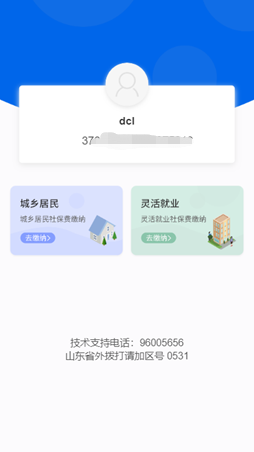 dcl
城乡居民
城乡居民社保费缴纳
去缴纳>
灵活就业
灵活就业社保费缴纳
去缴纳>
技术支持电话：96005656
山东省外拨打请加区号 0531